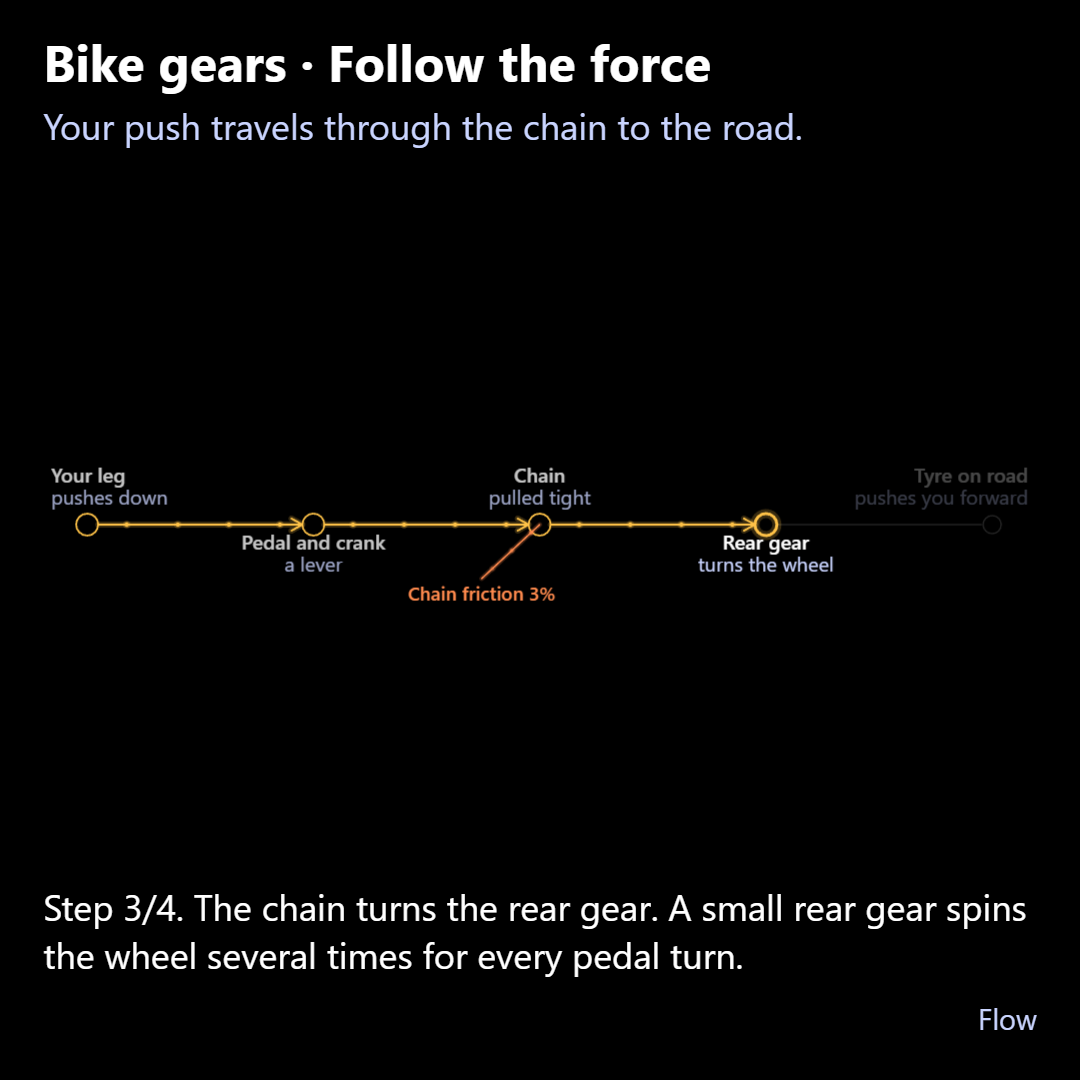 Bike gears · Follow the force
Your push travels through the chain to the road.
Your leg
pushes down
Chain
pulled tight
Tyre on road
pushes you forward
Pedal and crank
a lever
Rear gear
turns the wheel
Chain friction 3%
Step 3/4. The chain turns the rear gear. A small rear gear spins
the wheel several times for every pedal turn.
Flow